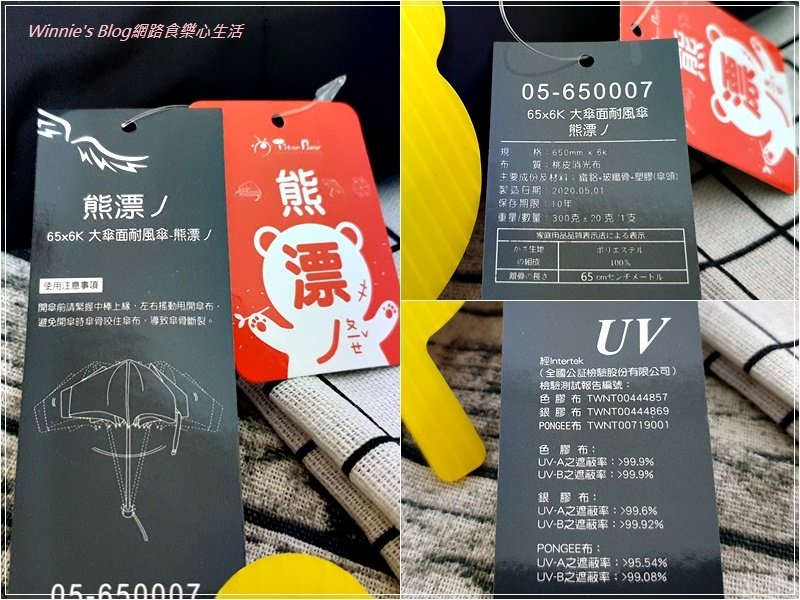 Winnie's Blog網路食樂心生活
熊漂ノ
65x6K 大傘面耐風傘-熊漂ノ
使用注意事項
開傘前請緊握中棒上緣，左右搖動甩開傘布，
避免開傘時傘骨咬住傘布，導致傘骨斷製。
05-650007
Titan Bear
熊
漂
ノ
ㄆㄧㄝ
05-650007
65x6K 大傘面耐風傘
熊漂ノ
規　　格：650mm x 6k
布　　質：桃皮消光布
主要成份及材料：鐵鋁+玻纖骨+塑膠(傘頭)
製造日期：2020.05.01
保存期限：10年
重量/數量：300克±20克/1支
家庭用品品質表示法による表示
かさ生地の組成
ポリエステル 100%
親骨の長さ
65cmセンチメートル
熊
漂
UV
經Intertek
(全國公証檢驗股份有限公司)
檢驗測試報告編號：
色 膠 布 TWNT00444857
銀 膠 布 TWNT00444869
PONGEE布 TWNT00719001
色 膠 布：
UV-A之遮蔽率：>99.9%
UV-B之遮蔽率：>99.9%
銀 膠 布：
UV-A之遮蔽率：>99.6%
UV-B之遮蔽率：>99.92%
PONGEE布：
UV-A之遮蔽率：>95.54%
UV-B之遮蔽率：>99.08%